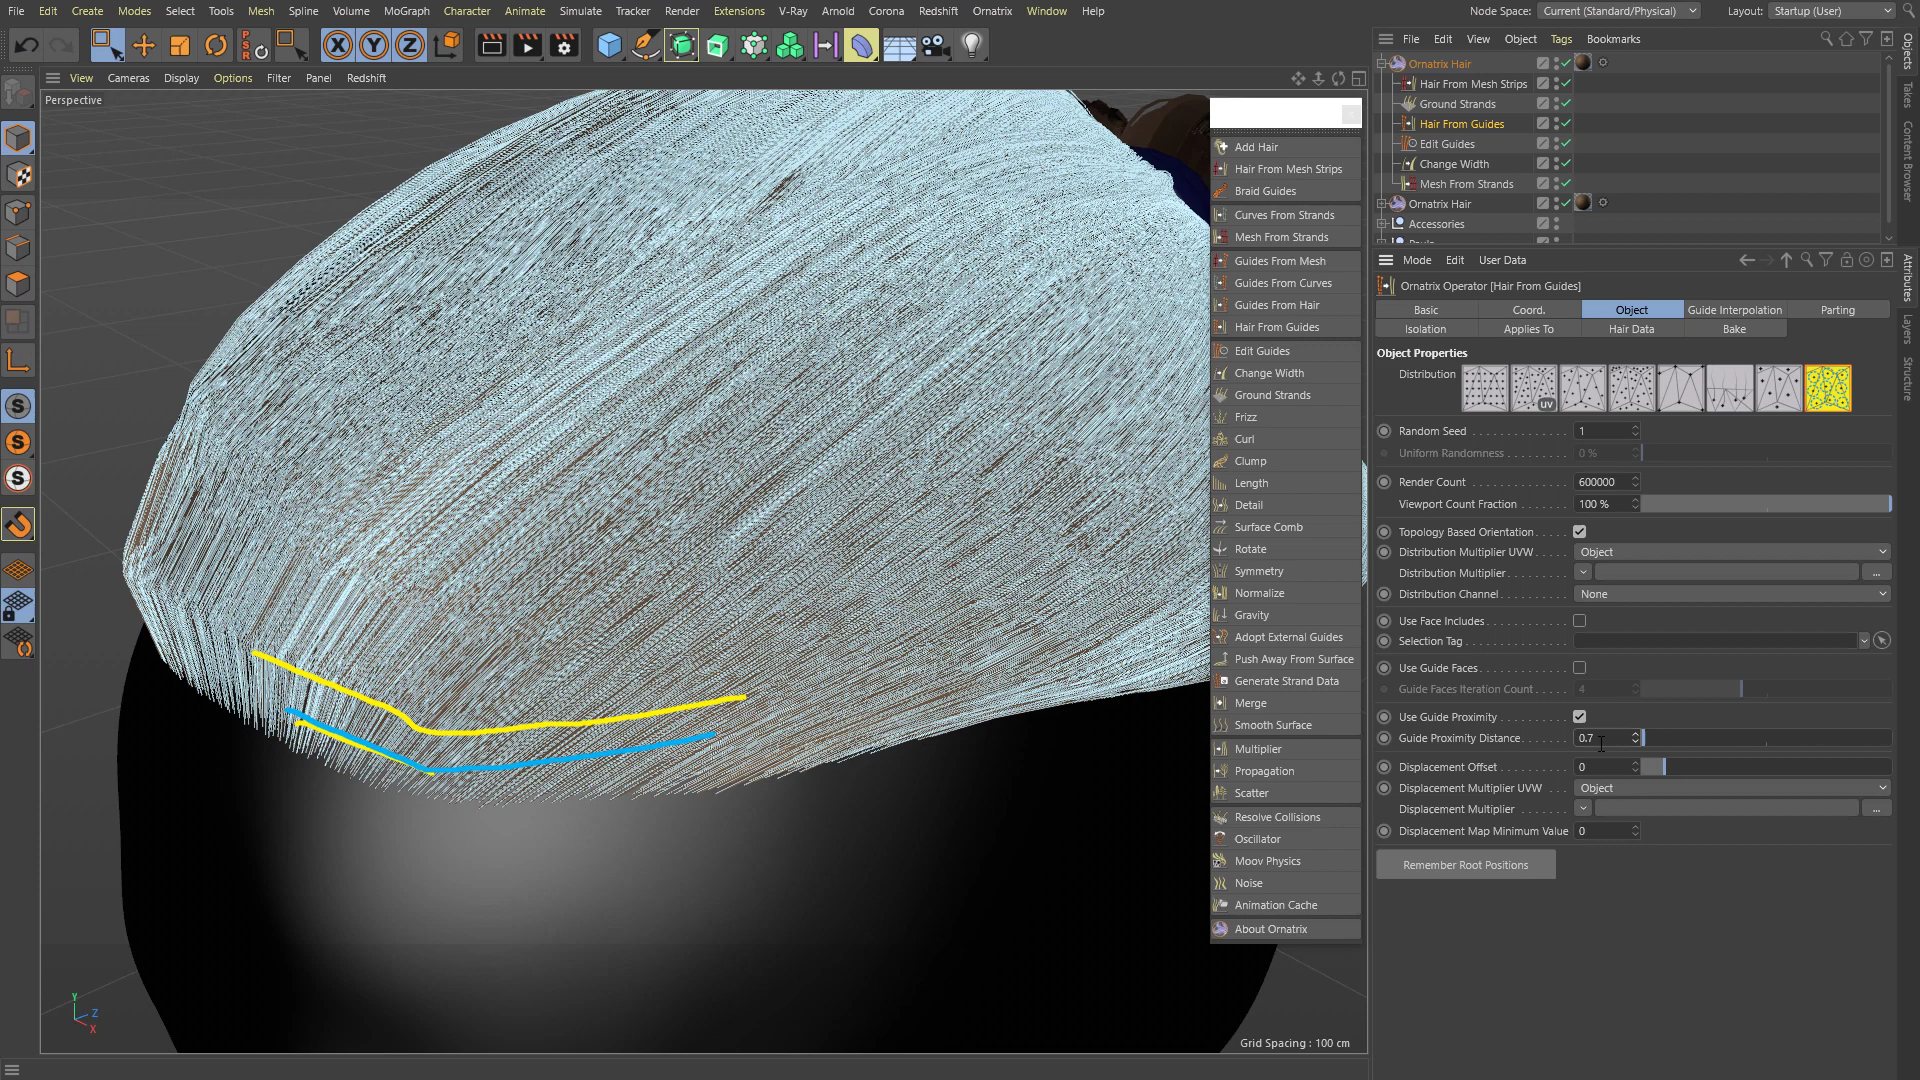 File Edit Create Modes Select Tools Mesh Spline Volume MoGraph Character Animate Simulate Tracker Render Extensions V-Ray Arnold Corona Redshift Ornatrix Window Help
Node Space: Current (Standard/Physical) Layout: Startup (User)
PSR
X Y Z
File Edit View Object Tags Bookmarks
View Cameras Display Options Filter Panel Redshift
Perspective
Ornatrix Hair
Hair From Mesh Strips
Ground Strands
Hair From Guides
Edit Guides
Change Width
Mesh From Strands
Ornatrix Hair
Accessories
Objects
Takes
Content Browser
Attributes
Layers
Structure
Add Hair
Hair From Mesh Strips
Braid Guides
Curves From Strands
Mesh From Strands
Guides From Mesh
Guides From Curves
Guides From Hair
Hair From Guides
Edit Guides
Change Width
Ground Strands
Frizz
Curl
Clump
Length
Detail
Surface Comb
Rotate
Symmetry
Normalize
Gravity
Adopt External Guides
Push Away From Surface
Generate Strand Data
Merge
Smooth Surface
Multiplier
Propagation
Scatter
Resolve Collisions
Oscillator
Moov Physics
Noise
Animation Cache
About Ornatrix
Mode Edit User Data
Ornatrix Operator [Hair From Guides]
Basic Coord. Object Guide Interpolation Parting
Isolation Applies To Hair Data Bake
Object Properties
Distribution
UV
Random Seed 1
Uniform Randomness 0 %
Render Count 600000
Viewport Count Fraction 100 %
Topology Based Orientation
Distribution Multiplier UVW Object
Distribution Multiplier ...
Distribution Channel None
Use Face Includes
Selection Tag
Use Guide Faces
Guide Faces Iteration Count 4
Use Guide Proximity
Guide Proximity Distance 0.7
Displacement Offset 0
Displacement Multiplier UVW Object
Displacement Multiplier ...
Displacement Map Minimum Value 0
Remember Root Positions
S
S
S
Y
Z
X
Grid Spacing : 100 cm